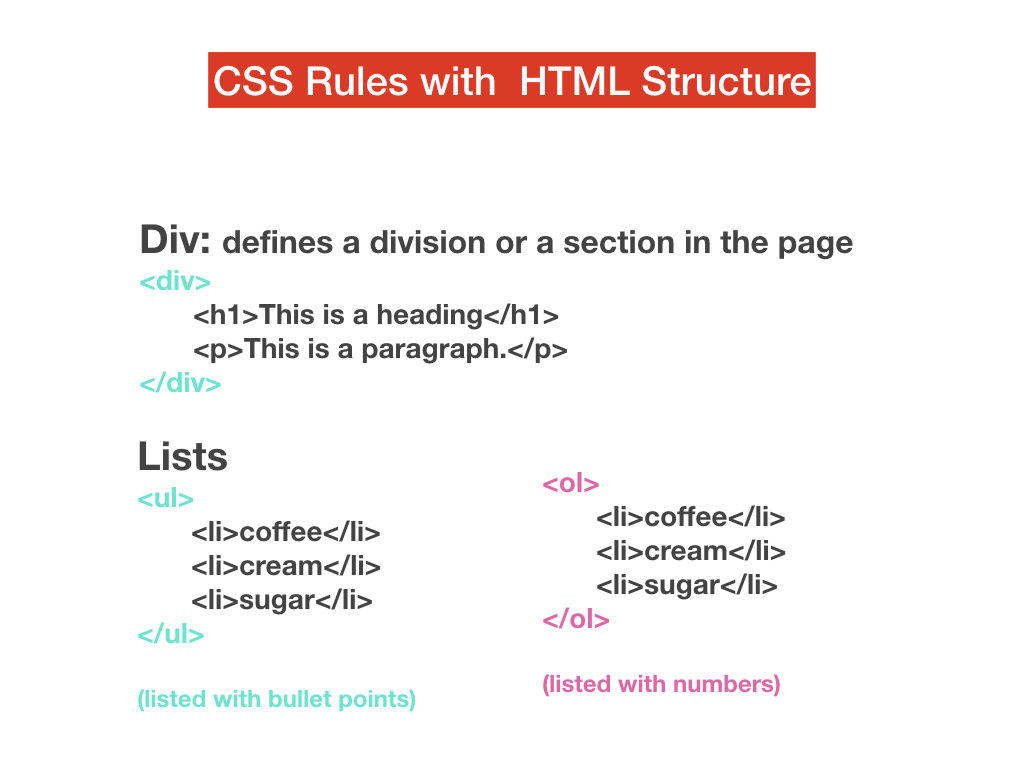 CSS Rules with  HTML Structure
Div: defines a division or a section in the page
<div>
<h1>This is a heading</h1>
<p>This is a paragraph.</p>
</div>
Lists
<ul>
<li>coffee</li>
<li>cream</li>
<li>sugar</li>
</ul>
(listed with bullet points)
<ol>
<li>coffee</li>
<li>cream</li>
<li>sugar</li>
</ol>
(listed with numbers)